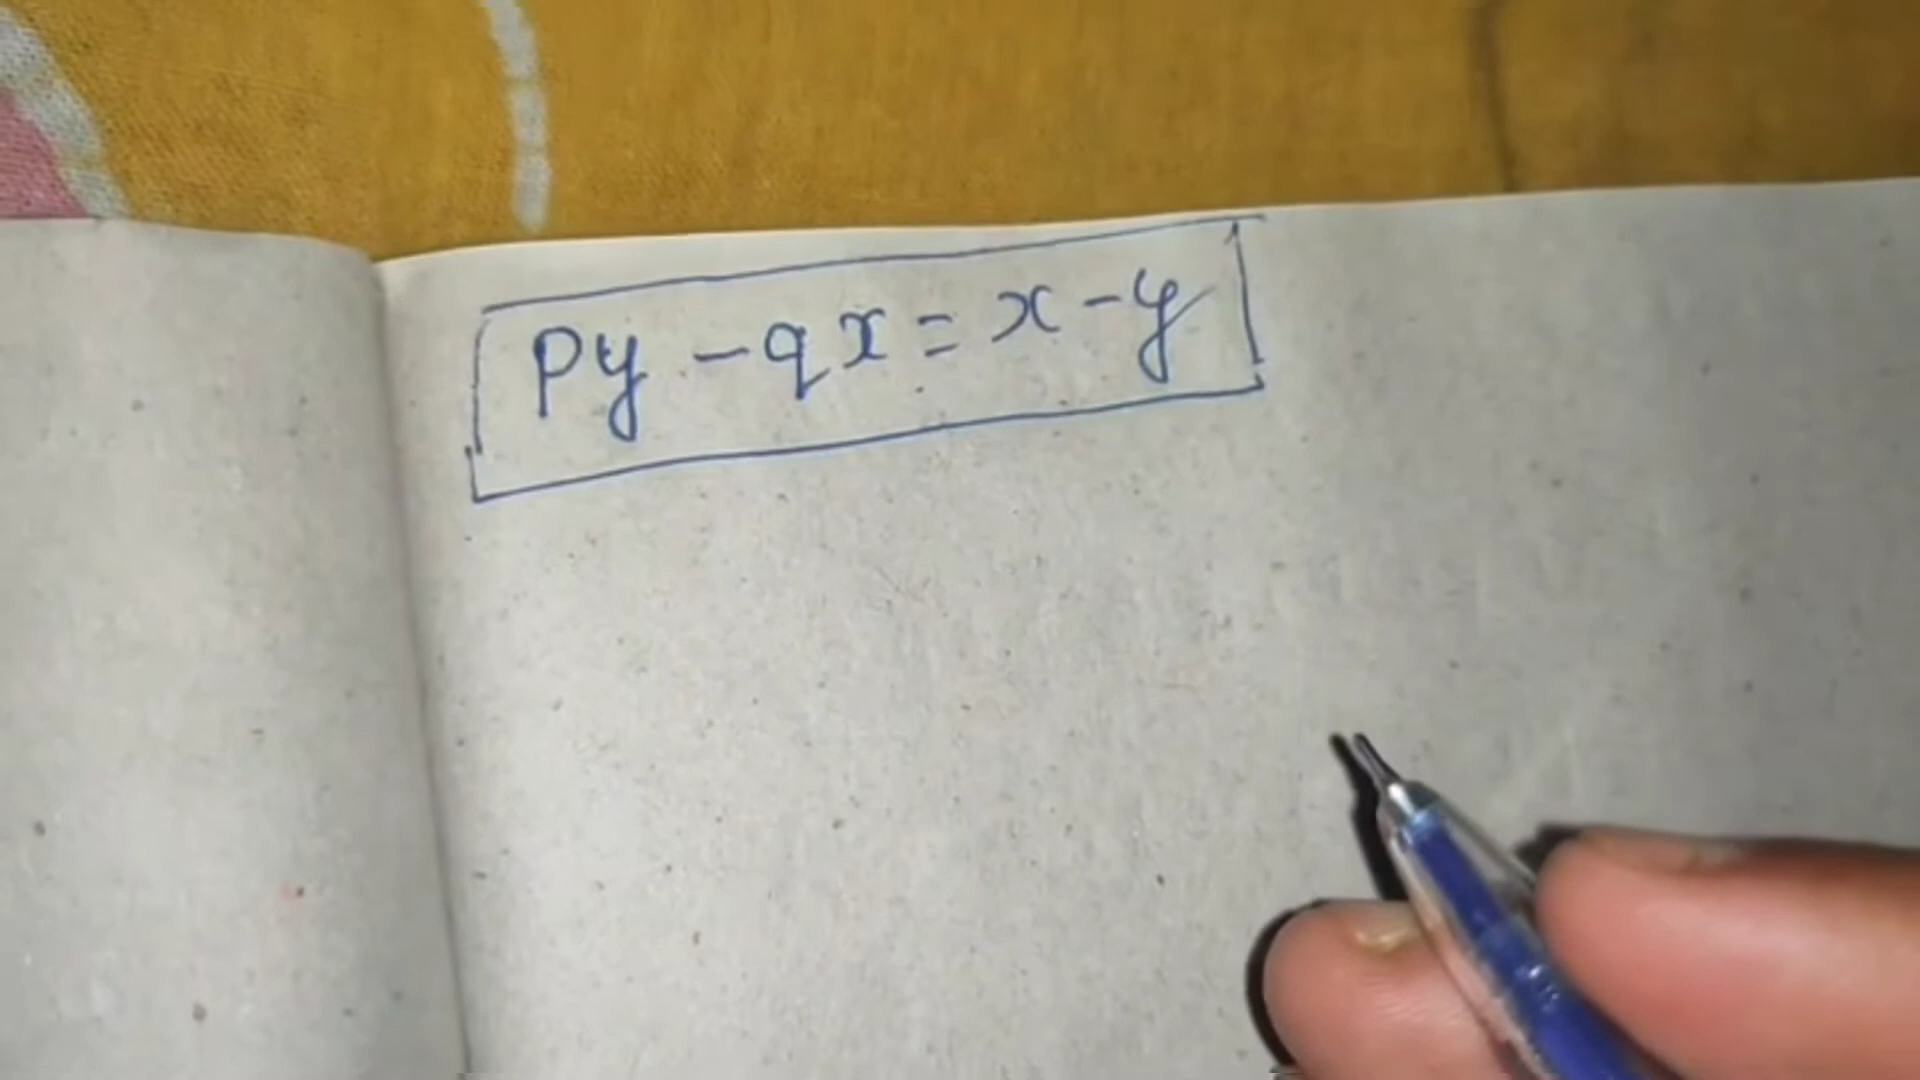 py - qx = x - y